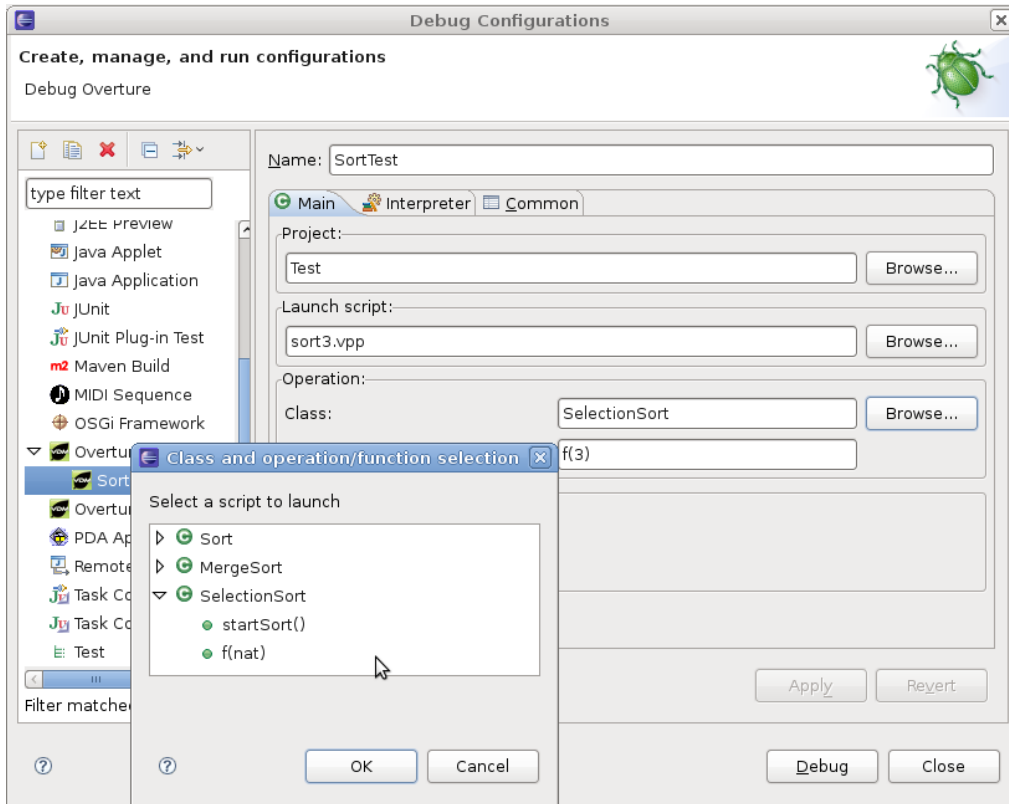 Debug Configurations
Create, manage, and run configurations
Debug Overture
Name: SortTest
type filter text
J2EE Preview
Java Applet
Java Application
Ju JUnit
JUnit Plug-in Test
m2 Maven Build
MIDI Sequence
OSGi Framework
Overtur
Sort
Overtur
PDA Ap
Remote
Task Co
Ju Task Co
Test
Filter matche
Main
Interpreter
Common
Project:
Test
Browse...
Launch script:
sort3.vpp
Browse...
Operation:
Class:
SelectionSort
Browse...
f(3)
Apply
Revert
Class and operation/function selection
Select a script to launch
Sort
MergeSort
SelectionSort
startSort()
f(nat)
OK
Cancel
Debug
Close